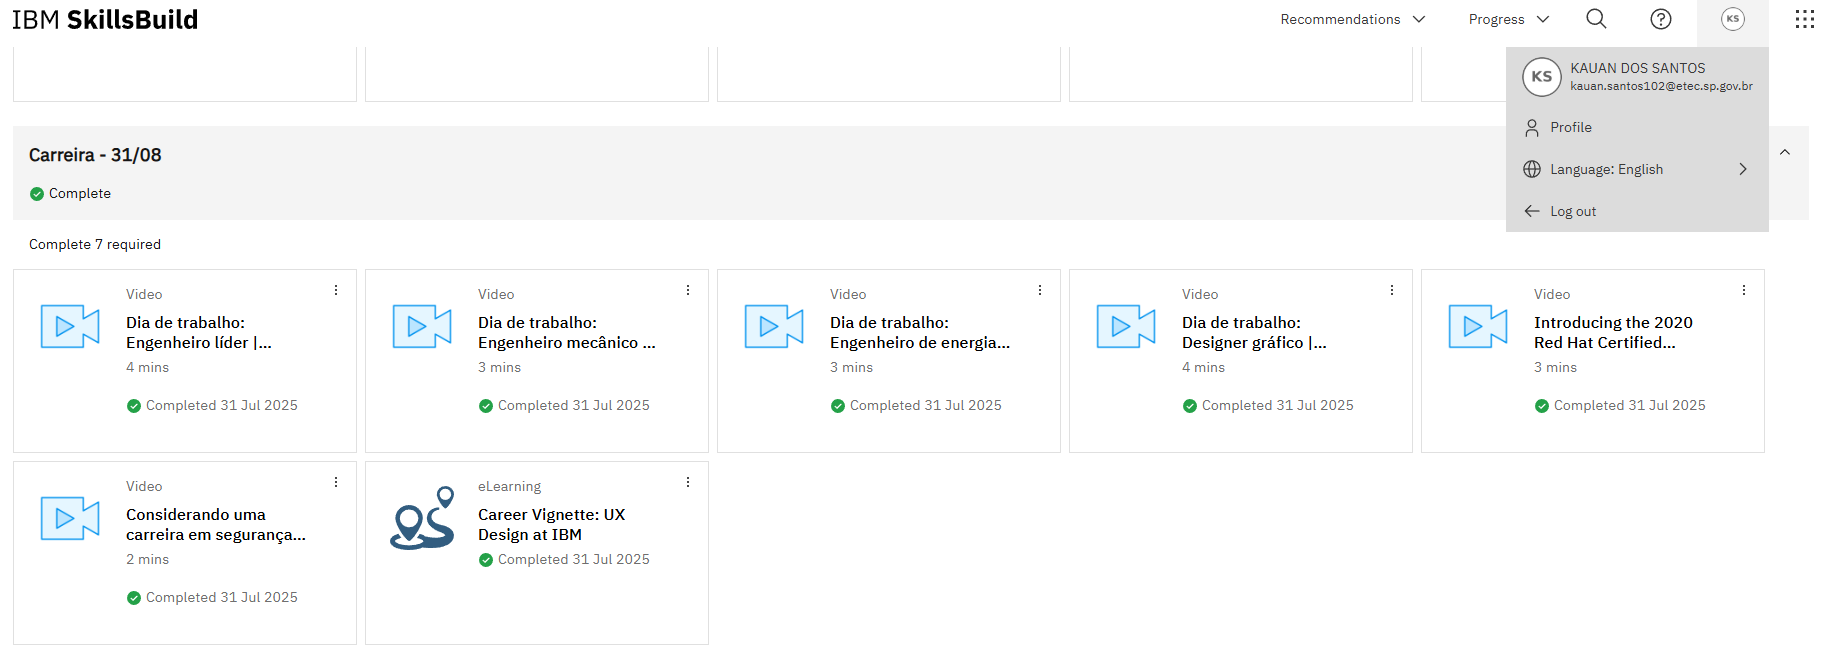 IBM SkillsBuild
Recommendations
Progress
KS
KS
KAUAN DOS SANTOS
kauan.santos102@etec.sp.gov.br
Profile
Language: English
Log out
Carreira - 31/08
Complete
Complete 7 required
Video
Dia de trabalho:
Engenheiro líder |...
4 mins
Completed 31 Jul 2025
Video
Dia de trabalho:
Engenheiro mecânico ...
3 mins
Completed 31 Jul 2025
Video
Dia de trabalho:
Engenheiro de energia...
3 mins
Completed 31 Jul 2025
Video
Dia de trabalho:
Designer gráfico |...
4 mins
Completed 31 Jul 2025
Video
Introducing the 2020
Red Hat Certified...
3 mins
Completed 31 Jul 2025
Video
Considerando uma
carreira em segurança...
2 mins
Completed 31 Jul 2025
eLearning
Career Vignette: UX
Design at IBM
Completed 31 Jul 2025